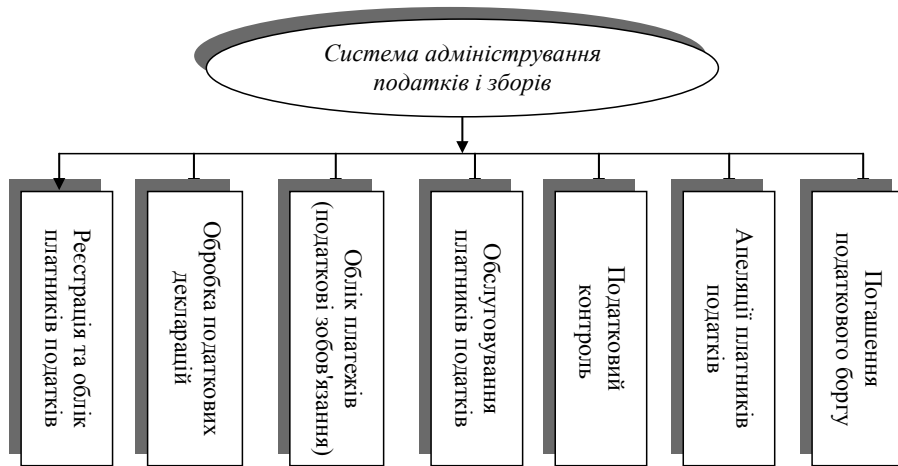 Система адміністрування
податків і зборів
Реєстрація та облік
платників податків
Обробка податкових
декларацій
Облік платежів
(податкові зобов'язання)
Обслуговування
платників податків
Податковий
контроль
Апеляції платників
податків
Погашення
податкового боргу